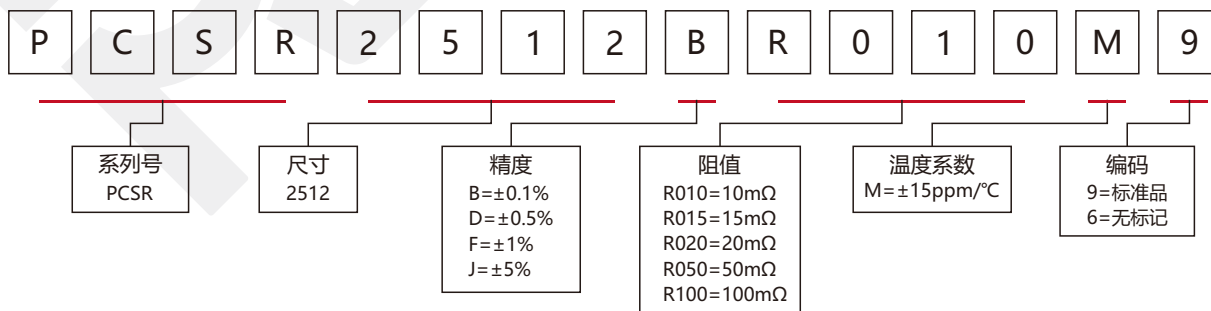 P C S R 2 5 1 2 B R 0 1 0 M 9
系列号
PCSR
尺寸
2512
精度
B=±0.1%
D=±0.5%
F=±1%
J=±5%
阻值
R010=10mΩ
R015=15mΩ
R020=20mΩ
R050=50mΩ
R100=100mΩ
温度系数
M=±15ppm/℃
编码
9=标准品
6=无标记